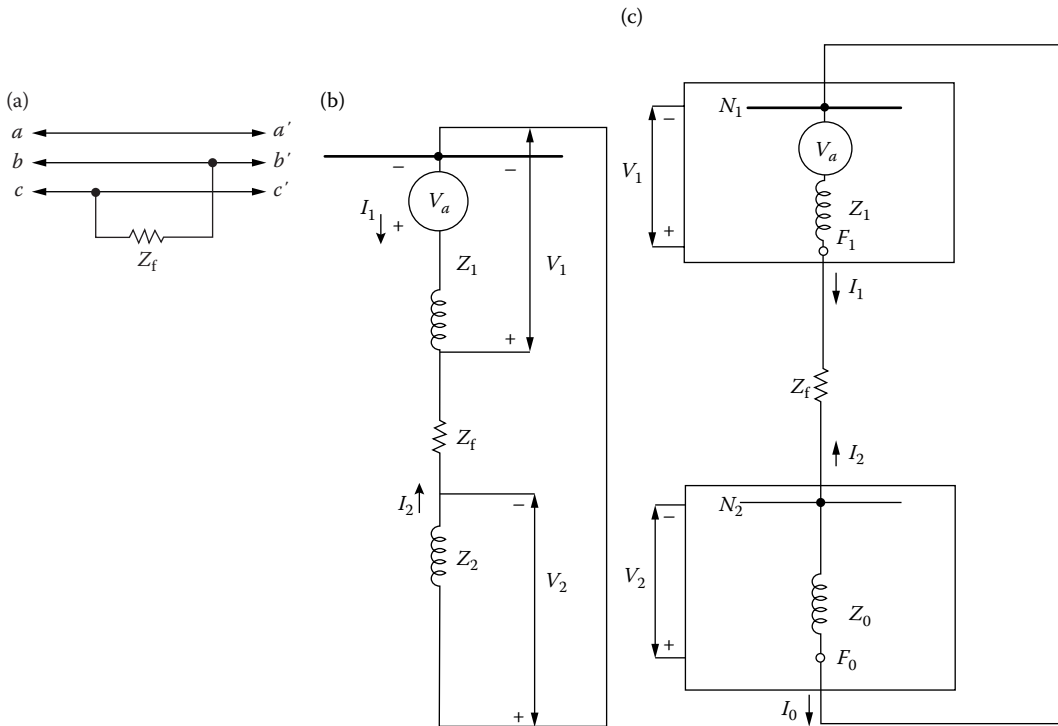 (a)
a a′
b b′
c c′
Z_f
(b)
−
−
I_1
+
V_a
Z_1
V_1
+
Z_f
I_2
−
Z_2
V_2
+
(c)
N_1
−
V_a
V_1
Z_1
F_1
+
I_1
Z_f
I_2
N_2
−
V_2
Z_0
+
F_0
I_0